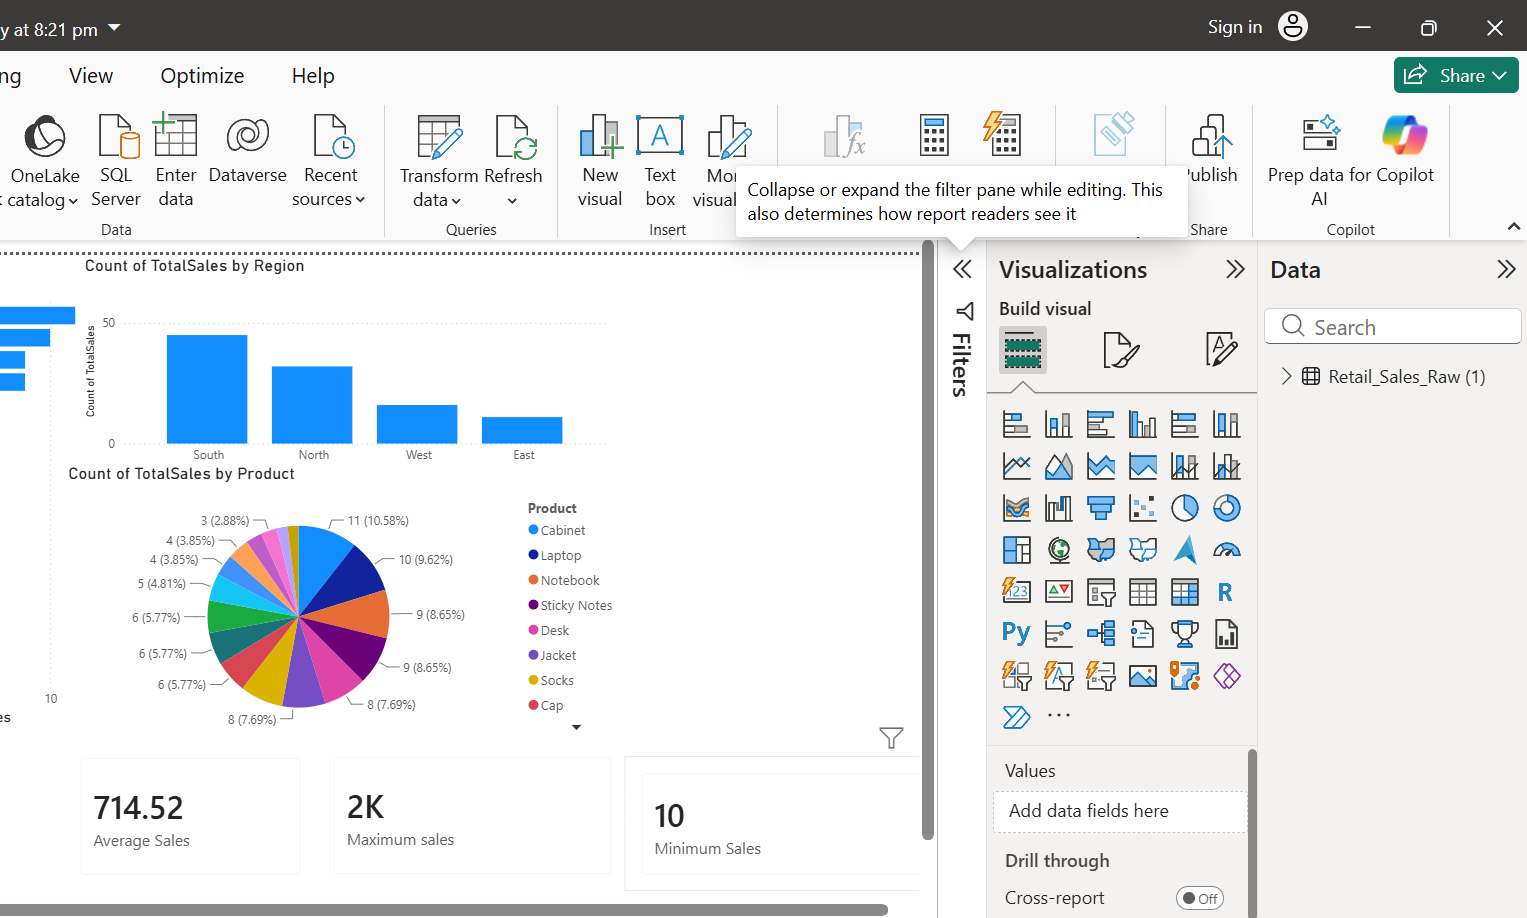 y at 8:21 pm
Sign in
ng View Optimize Help
Share
OneLake catalog
SQL Server
Enter data
Dataverse
Recent sources
Data
Transform data
Refresh
Queries
New visual
Text box
Mor visual
Insert
Collapse or expand the filter pane while editing. This
also determines how report readers see it
ublish
Share
Prep data for AI
Copilot
Copilot
Count of TotalSales by Region
Count of TotalSales
50
0
South North West East
Count of TotalSales by Product
11 (10.58%)
10 (9.62%)
9 (8.65%)
9 (8.65%)
8 (7.69%)
8 (7.69%)
6 (5.77%)
6 (5.77%)
6 (5.77%)
5 (4.81%)
4 (3.85%)
4 (3.85%)
3 (2.88%)
Product
Cabinet
Laptop
Notebook
Sticky Notes
Desk
Jacket
Socks
Cap
10
es
714.52
Average Sales
2K
Maximum sales
10
Minimum Sales
Filters
Visualizations
Build visual
123
R
Py
Values
Add data fields here
Drill through
Cross-report
Off
Data
Search
Retail_Sales_Raw (1)